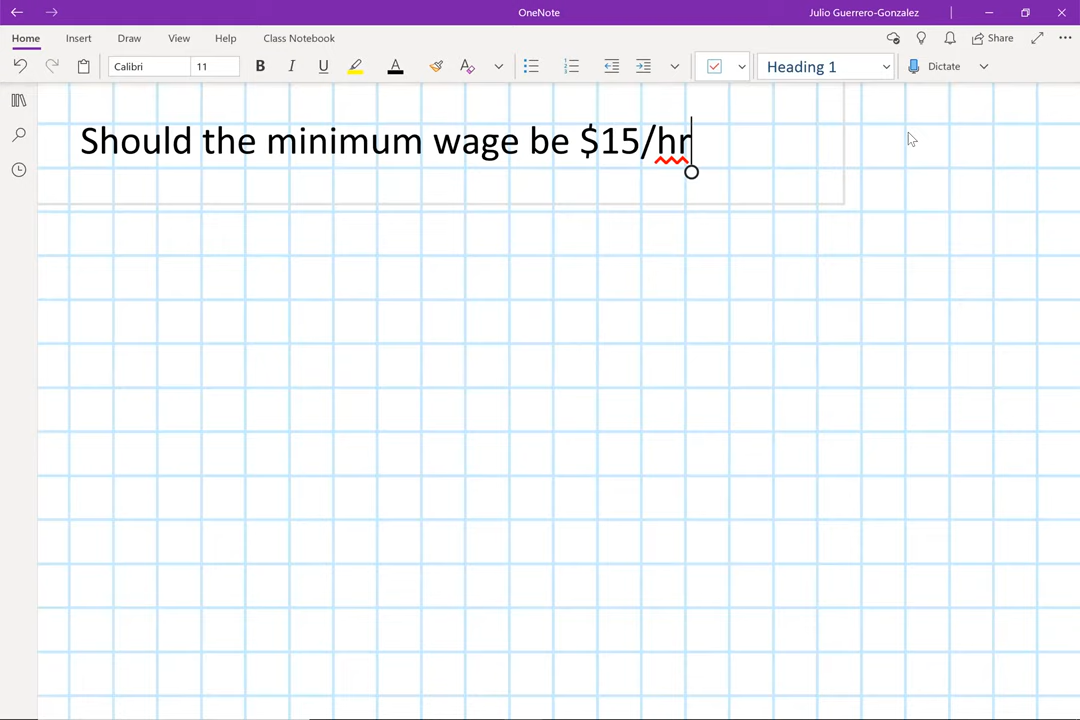 OneNote
Julio Guerrero-Gonzalez
Home Insert Draw View Help Class Notebook
Share
Calibri 11 B I U A A Heading 1 Dictate
Should the minimum wage be $15/hr